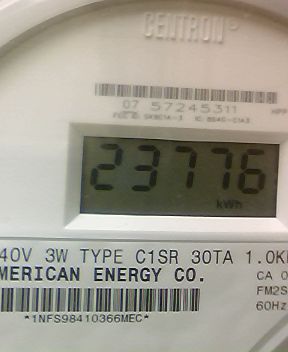 CENTRON®
07 57245311
23776
kWh
40V 3W TYPE C1SR 30TA 1.0K
MERICAN ENERGY CO.
CA 0
FM2S
60Hz
*1NFS98410366MEC*